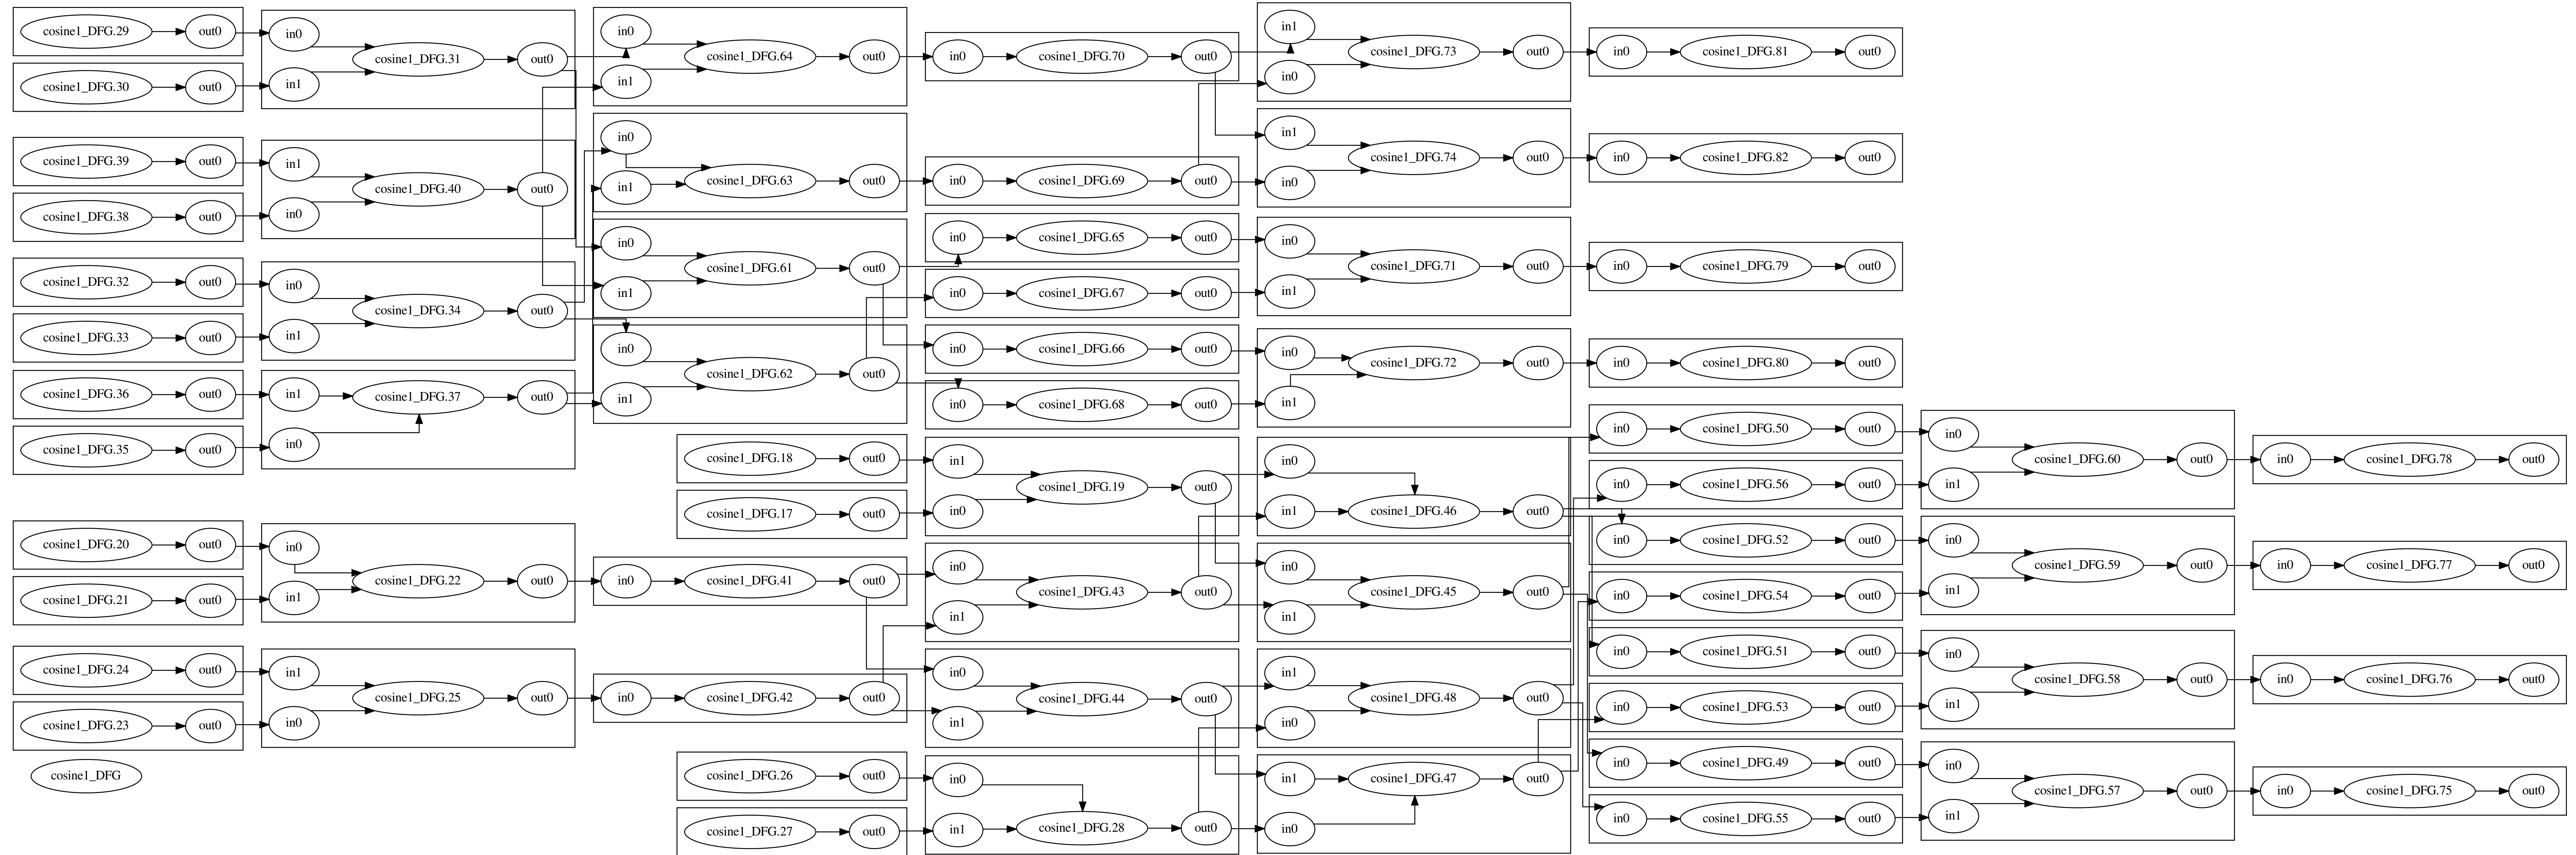 cosine1_DFG.29 out0 in0 cosine1_DFG.31 out0 in1
cosine1_DFG.30 out0
in0 cosine1_DFG.64 out0 in1
in0 cosine1_DFG.70 out0
in1 cosine1_DFG.73 out0 in0
in0 cosine1_DFG.81 out0
cosine1_DFG.39 out0
cosine1_DFG.38 out0
in1 cosine1_DFG.40 out0 in0
in0 cosine1_DFG.63 out0 in1
in0 cosine1_DFG.69 out0
in1 cosine1_DFG.74 out0 in0
in0 cosine1_DFG.82 out0
cosine1_DFG.32 out0
cosine1_DFG.33 out0
in0 cosine1_DFG.34 out0 in1
in0 cosine1_DFG.61 out0 in1
in0 cosine1_DFG.65 out0
in0 cosine1_DFG.67 out0
in0 cosine1_DFG.71 out0 in1
in0 cosine1_DFG.79 out0
cosine1_DFG.36 out0
cosine1_DFG.35 out0
in1 cosine1_DFG.37 out0 in0
in0 cosine1_DFG.62 out0 in1
in0 cosine1_DFG.66 out0
in0 cosine1_DFG.68 out0
in0 cosine1_DFG.72 out0 in1
in0 cosine1_DFG.80 out0
cosine1_DFG.18 out0
cosine1_DFG.17 out0
in1 cosine1_DFG.19 out0 in0
in0 cosine1_DFG.46 out0 in1
in0 cosine1_DFG.50 out0
in0 cosine1_DFG.56 out0
in0 cosine1_DFG.60 out0 in1
in0 cosine1_DFG.78 out0
cosine1_DFG.20 out0
cosine1_DFG.21 out0
in0 cosine1_DFG.22 out0 in1
in0 cosine1_DFG.41 out0
in0 cosine1_DFG.43 out0 in1
in0 cosine1_DFG.45 out0 in1
in0 cosine1_DFG.52 out0
in0 cosine1_DFG.54 out0
in0 cosine1_DFG.59 out0 in1
in0 cosine1_DFG.77 out0
cosine1_DFG.24 out0
cosine1_DFG.23 out0
in1 cosine1_DFG.25 out0 in0
in0 cosine1_DFG.42 out0
in0 cosine1_DFG.44 out0 in1
in1 cosine1_DFG.48 out0 in0
in0 cosine1_DFG.51 out0
in0 cosine1_DFG.53 out0
in0 cosine1_DFG.58 out0 in1
in0 cosine1_DFG.76 out0
cosine1_DFG
cosine1_DFG.26 out0
cosine1_DFG.27 out0
in0 cosine1_DFG.28 out0 in1
in1 cosine1_DFG.47 out0 in0
in0 cosine1_DFG.49 out0
in0 cosine1_DFG.55 out0
in0 cosine1_DFG.57 out0 in1
in0 cosine1_DFG.75 out0